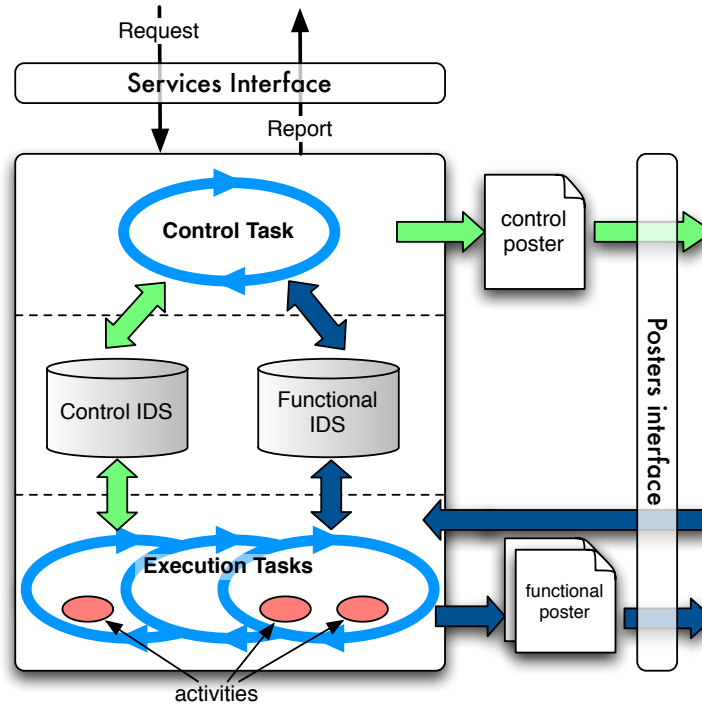 Request
Services Interface
Report
Control Task
control
poster
Posters interface
Control IDS
Functional
IDS
Execution Tasks
functional
poster
activities